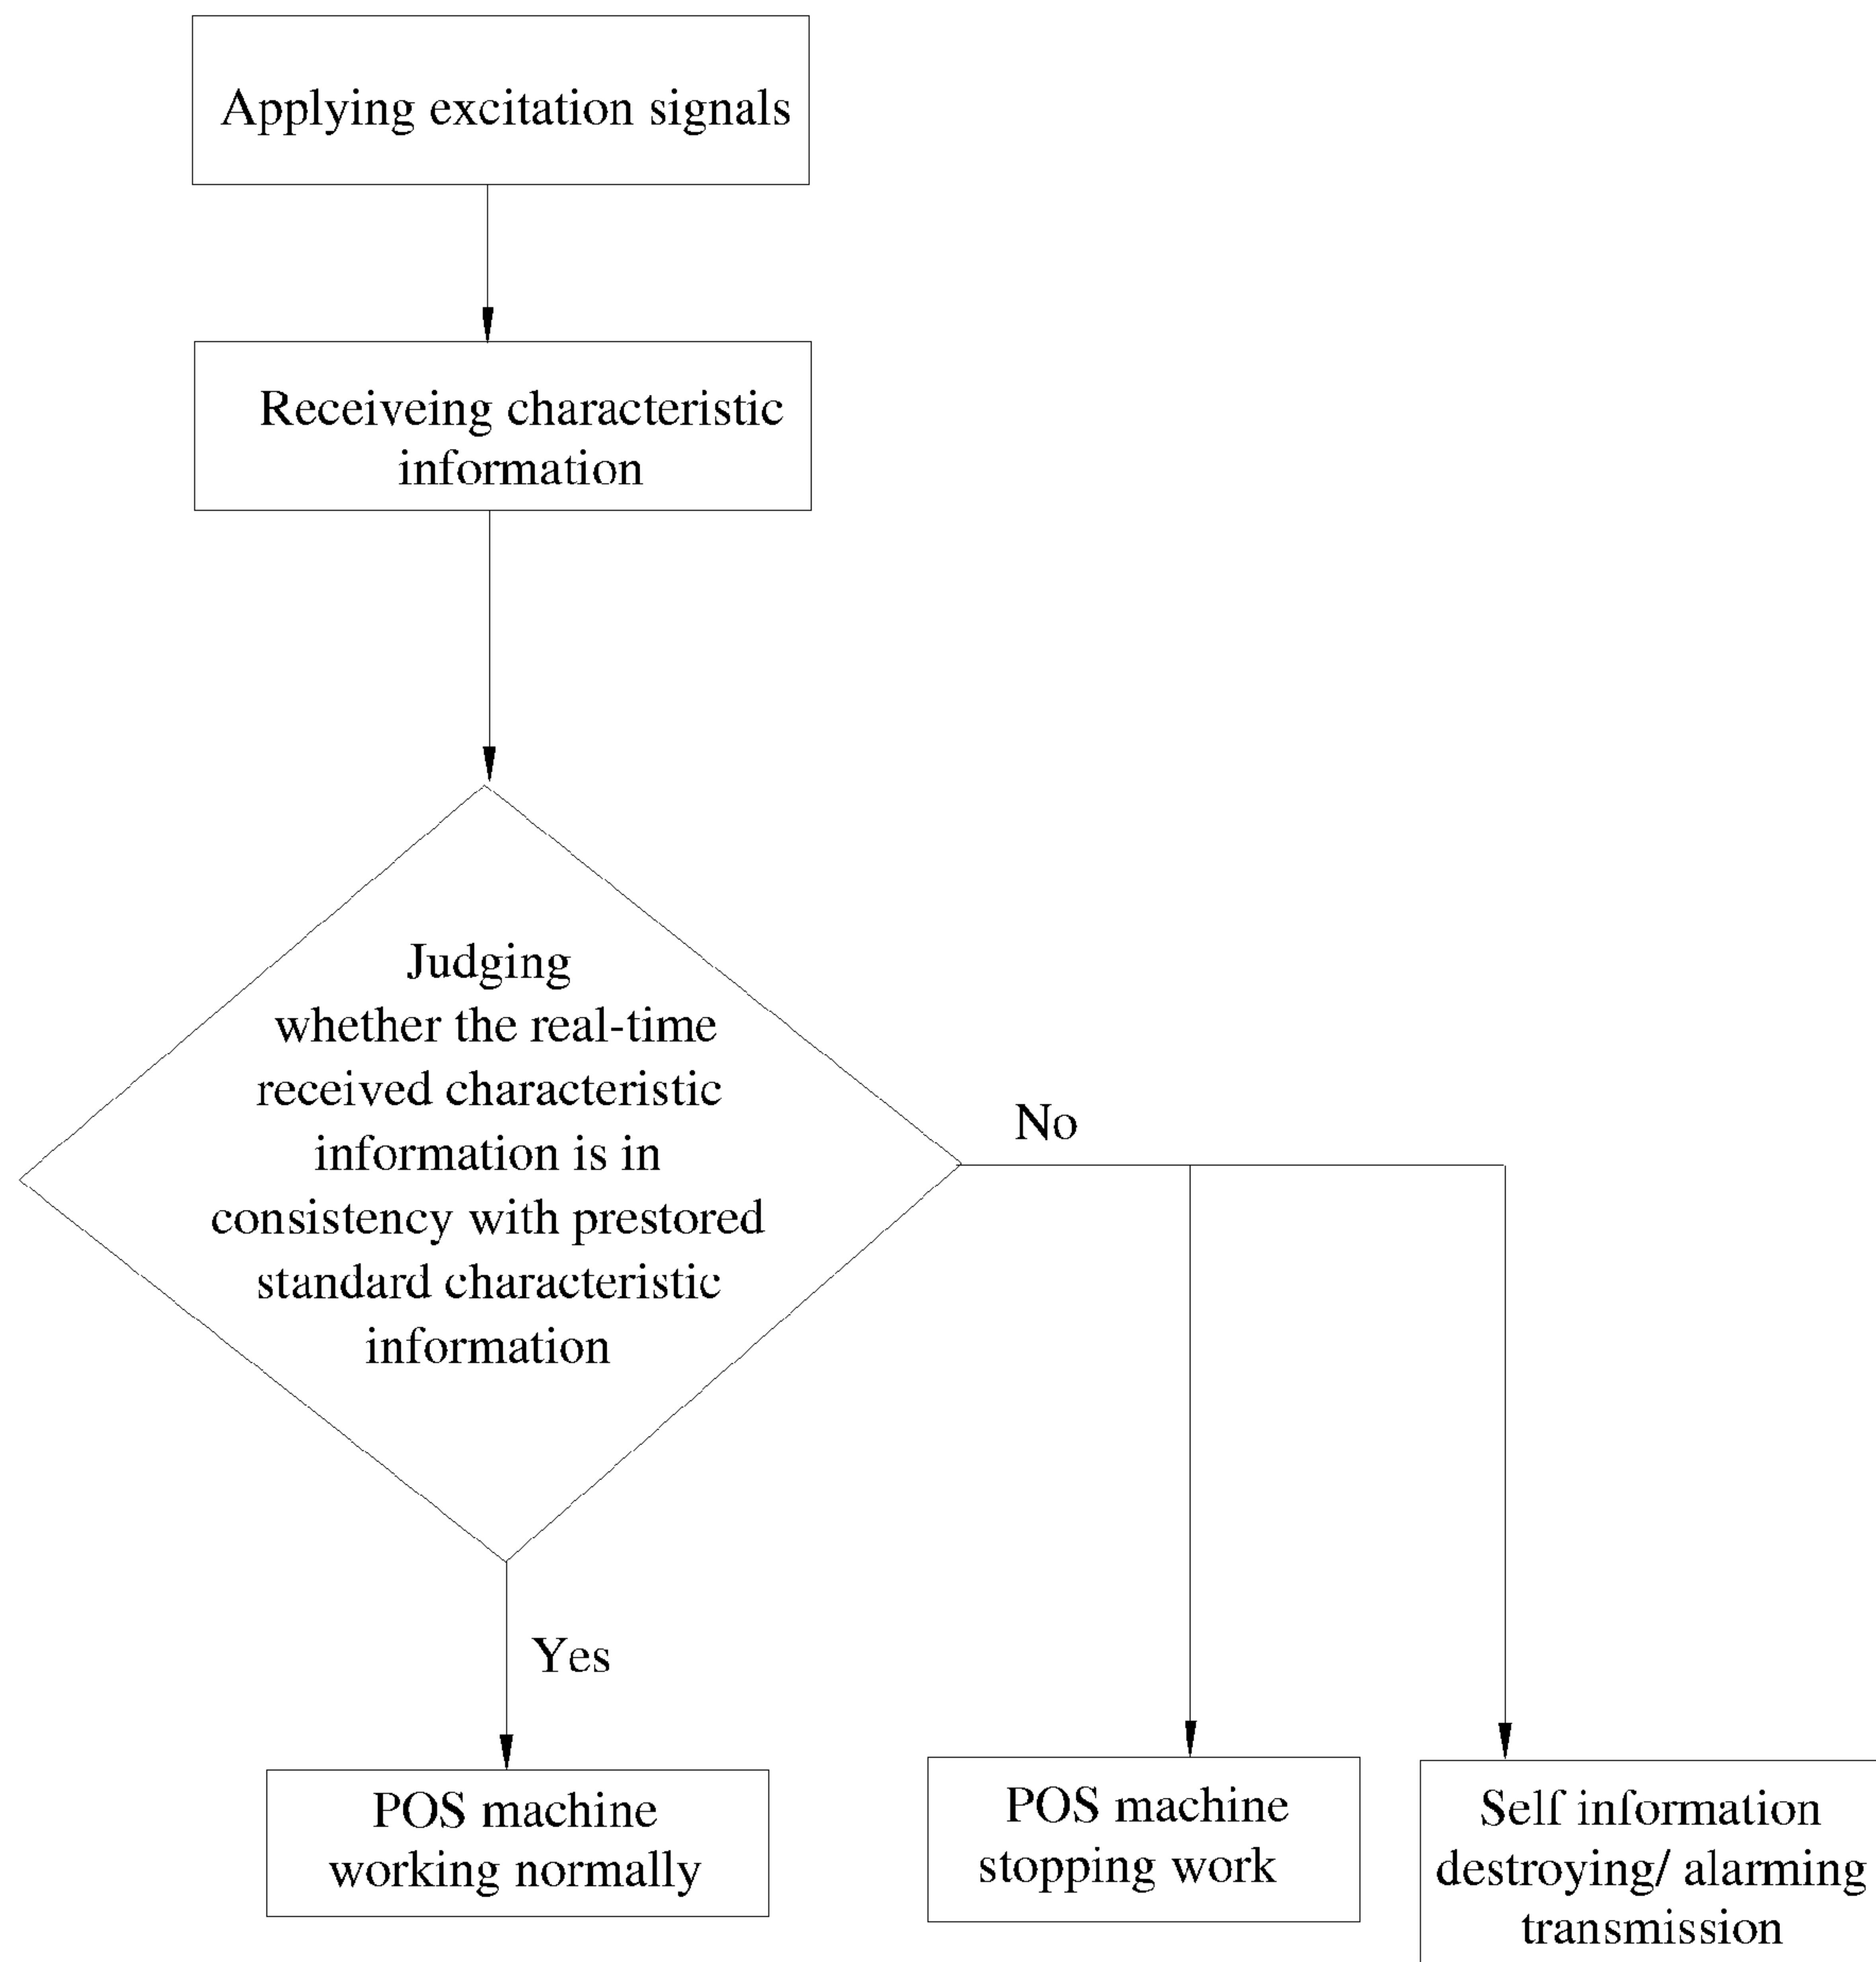 Applying excitation signals
Receiveing characteristic
information
Judging
whether the real-time
received characteristic
information is in
consistency with prestored
standard characteristic
information
No
Yes
POS machine
working normally
POS machine
stopping work
Self information
destroying/ alarming
transmission